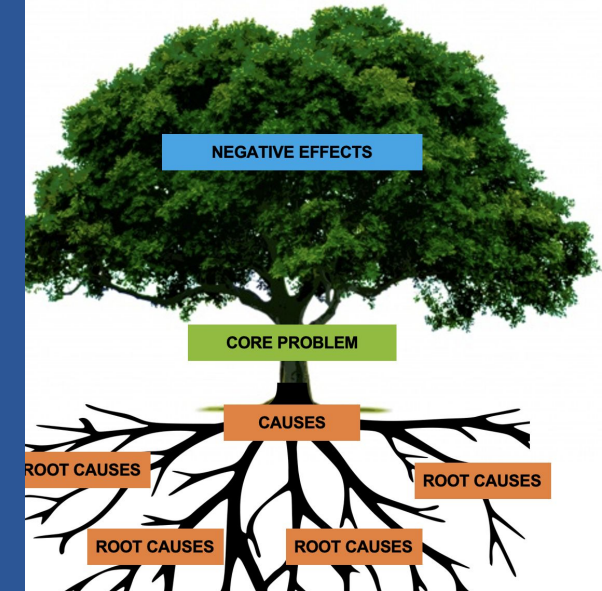 NEGATIVE EFFECTS
CORE PROBLEM
CAUSES
ROOT CAUSES
ROOT CAUSES
ROOT CAUSES
ROOT CAUSES